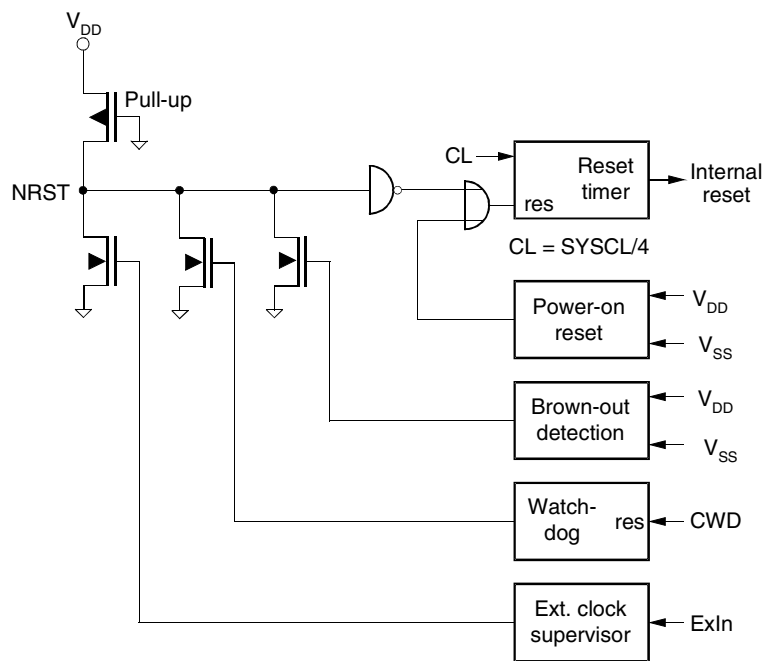 VDD
Pull-up
NRST
CL
Reset
timer
res
Internal
reset
CL = SYSCL/4
Power-on
reset
VDD
VSS
Brown-out
detection
VDD
VSS
Watch-
dog
res
CWD
Ext. clock
supervisor
ExIn